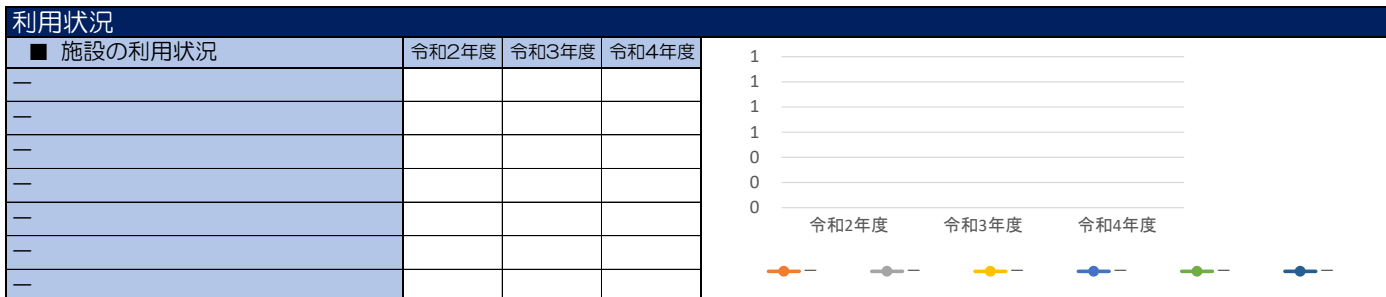 利用状況
■ 施設の利用状況 令和2年度 令和3年度 令和4年度
ー
ー
ー
ー
ー
ー
ー
1
1
1
1
0
0
0
令和2年度 令和3年度 令和4年度
ー ー ー ー ー ー